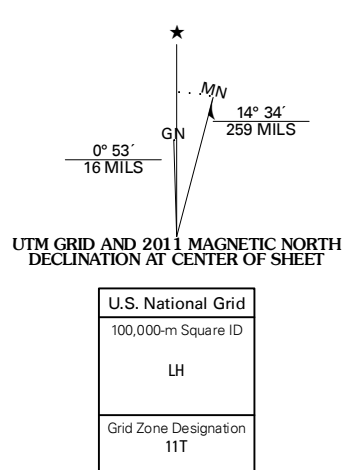 ★
MN
GN
14° 34´
259 MILS
0° 53´
16 MILS
UTM GRID AND 2011 MAGNETIC NORTH
DECLINATION AT CENTER OF SHEET
U.S. National Grid
100,000-m Square ID
LH
Grid Zone Designation
11T